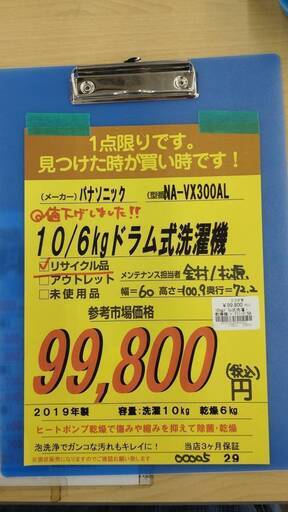 1点限りです。
見つけた時が買い時です！
(メーカー) パナソニック (型番) NA-VX300AL
値下げしました!!
10/6kgドラム式洗濯機
リサイクル品 メンテナンス担当者
アウトレット 幅=60 高さ=100.9 奥行=72.2
未使用品
参考市場価格
¥99,800
99,800円(税込)
2019年製 容量:洗濯10kg 乾燥6kg
ヒートポンプ乾燥で傷みや縮みを抑えて除菌・乾燥
泡洗浄でガンコな汚れもキレイに！ 当店3ヶ月保証
00005 29